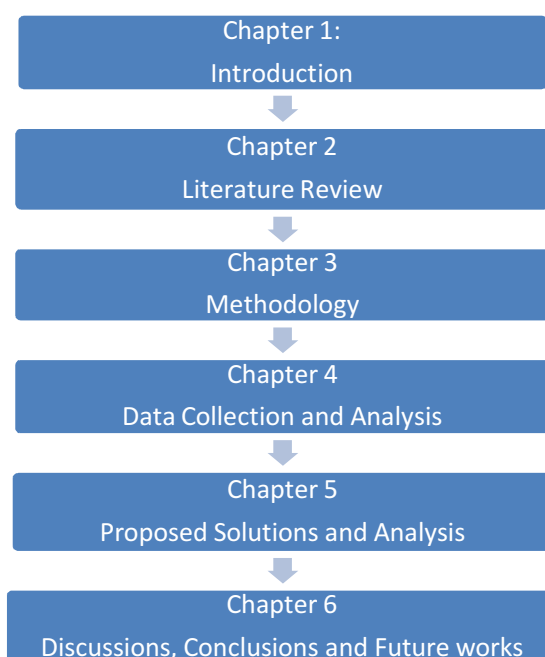 Chapter 1:
Introduction
Chapter 2
Literature Review
Chapter 3
Methodology
Chapter 4
Data Collection and Analysis
Chapter 5
Proposed Solutions and Analysis
Chapter 6
Discussions, Conclusions and Future works